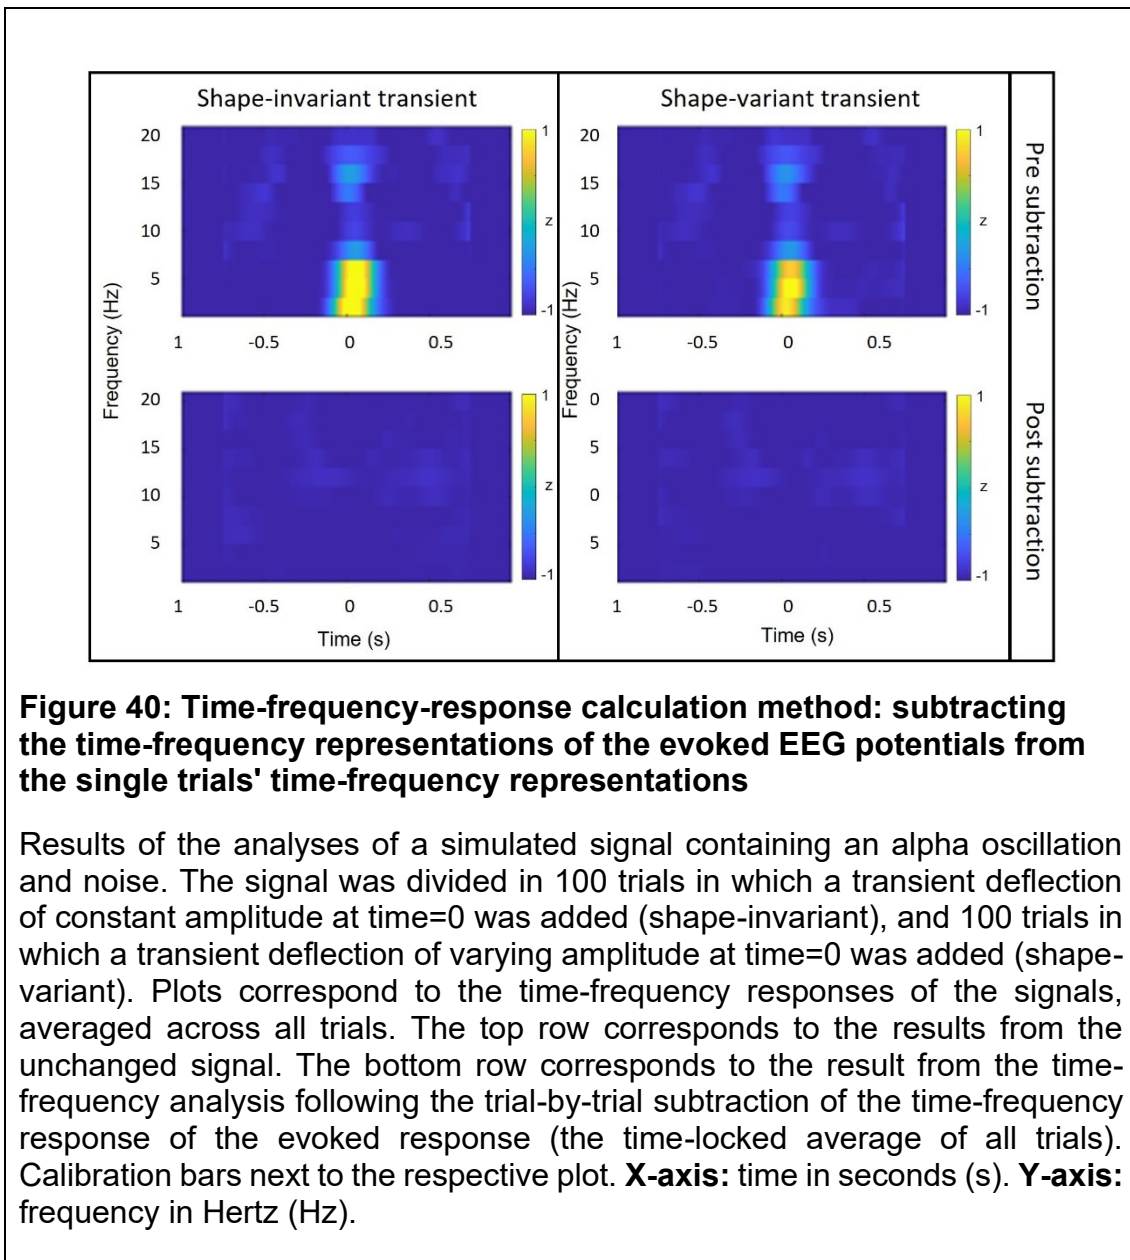 Shape-invariant transient
Shape-variant transient
Pre subtraction
Post subtraction
Frequency (Hz)
20
15
10
5
1
z
-1
1
-0.5
0
0.5
Frequency (Hz)
20
15
10
5
1
z
-1
1
-0.5
0
0.5
20
15
10
5
1
z
-1
1
-0.5
0
0.5
Time (s)
0
5
0
5
1
z
-1
1
-0.5
0
0.5
Time (s)
Figure 40: Time-frequency-response calculation method: subtracting
the time-frequency representations of the evoked EEG potentials from
the single trials' time-frequency representations
Results of the analyses of a simulated signal containing an alpha oscillation
and noise. The signal was divided in 100 trials in which a transient deflection
of constant amplitude at time=0 was added (shape-invariant), and 100 trials in
which a transient deflection of varying amplitude at time=0 was added (shape-
variant). Plots correspond to the time-frequency responses of the signals,
averaged across all trials. The top row corresponds to the results from the
unchanged signal. The bottom row corresponds to the result from the time-
frequency analysis following the trial-by-trial subtraction of the time-frequency
response of the evoked response (the time-locked average of all trials).
Calibration bars next to the respective plot. X-axis: time in seconds (s). Y-axis:
frequency in Hertz (Hz).